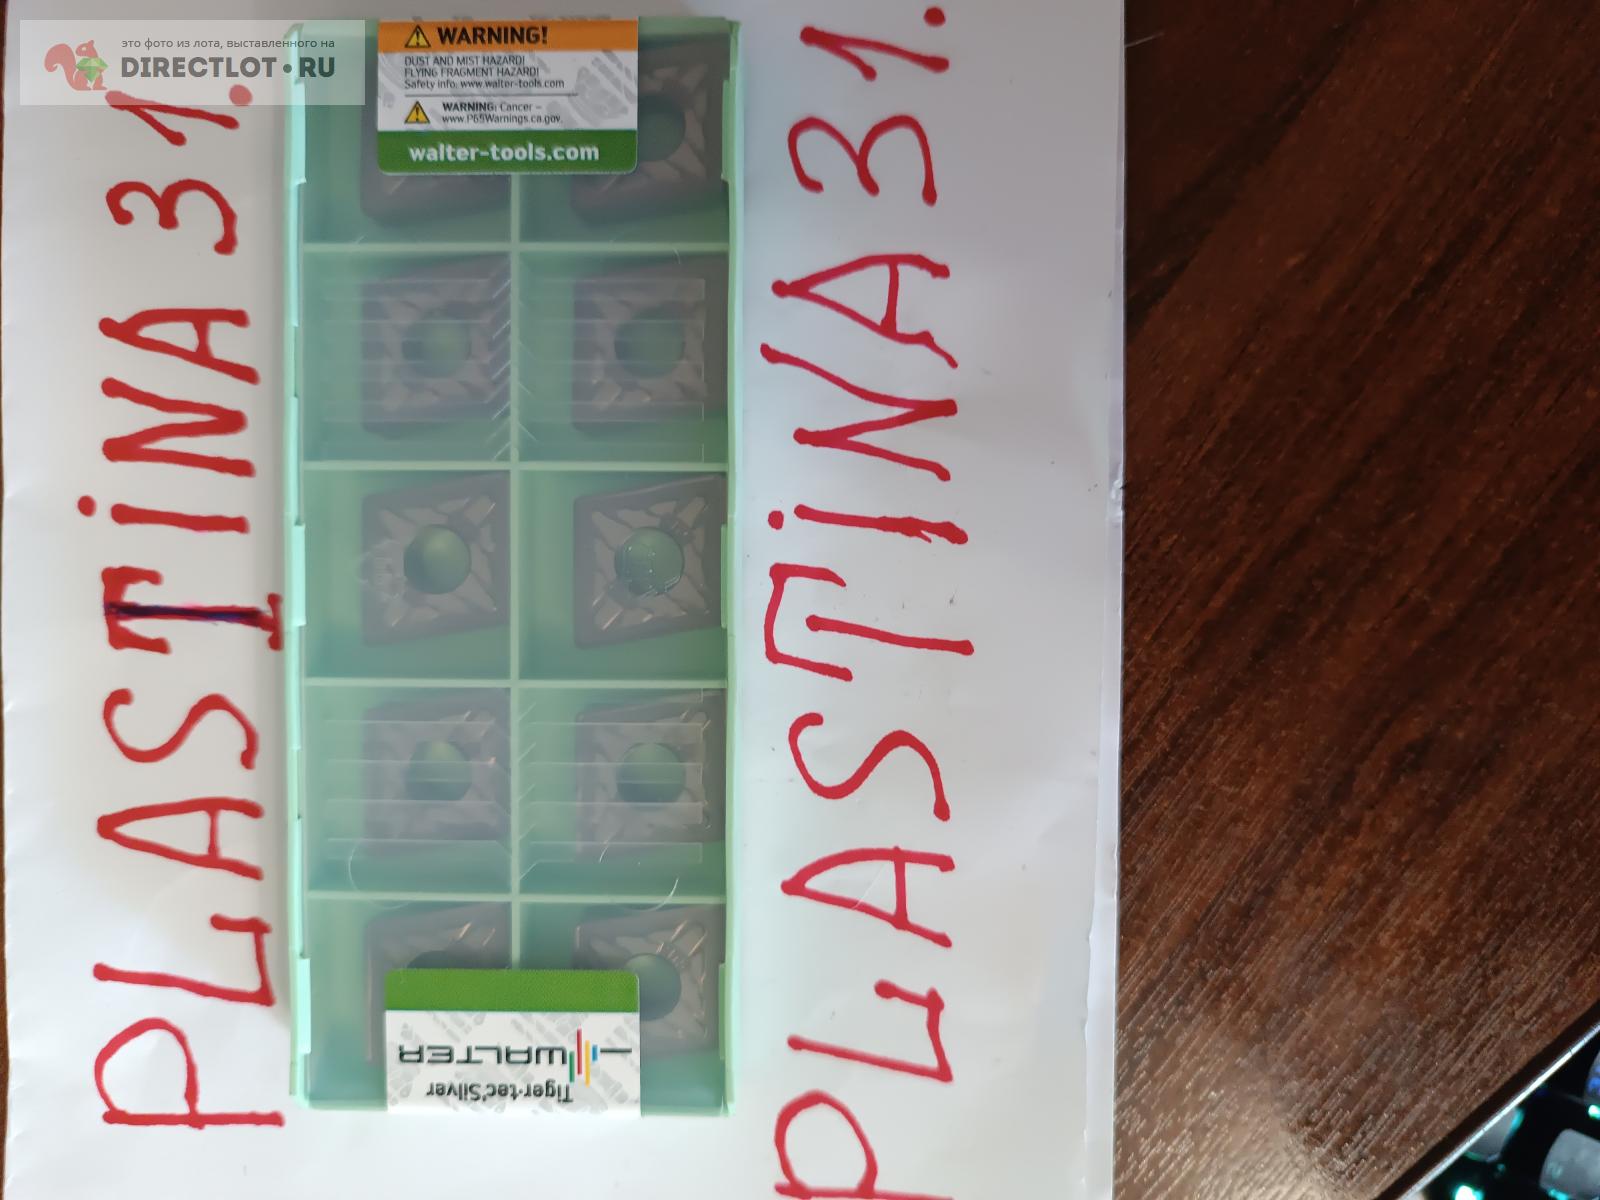 это фото из лота, выставленного на
DIRECTLOT.RU
PLASTINA 31.
WARNING!
DUST AND MIST HAZARD!
FLYING FRAGMENT HAZARD!
Safety info: www.walter-tools.com
WARNING: Cancer –
www.P65Warnings.ca.gov.
walter-tools.com
WALTER
Tiger·tec Silver
PLASTINA 31.